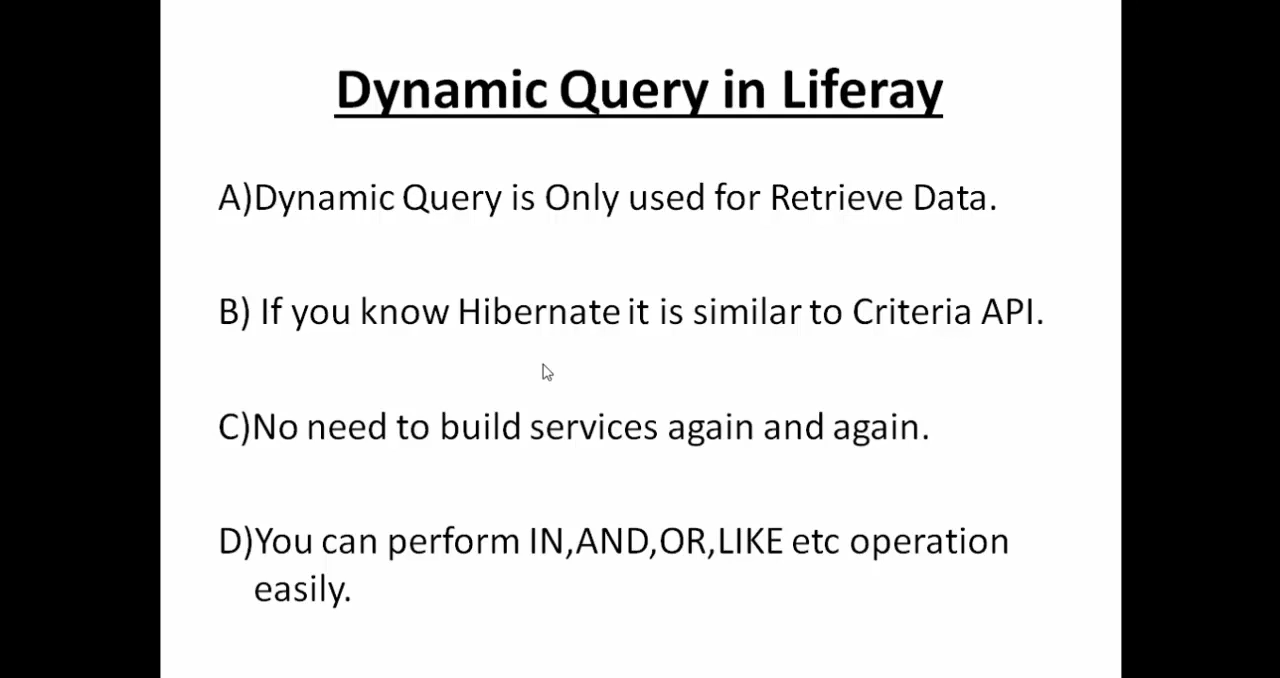 Dynamic Query in Liferay
A)Dynamic Query is Only used for Retrieve Data.
B) If you know Hibernate it is similar to Criteria API.
C)No need to build services again and again.
D)You can perform IN,AND,OR,LIKE etc operation
easily.